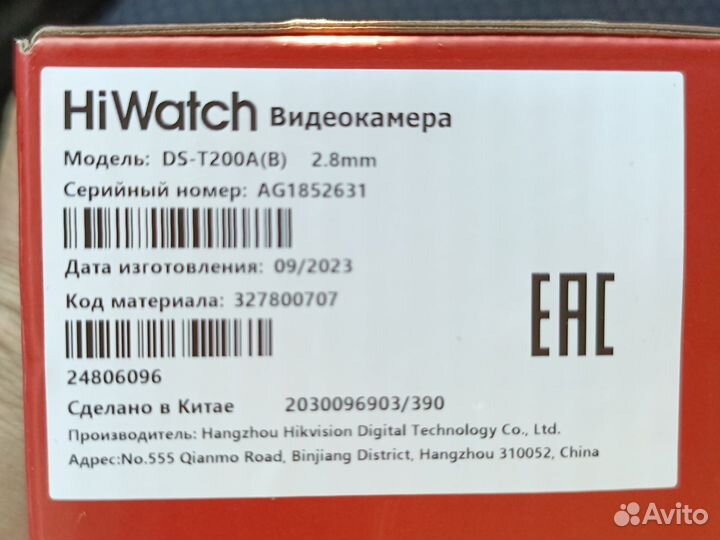 HiWatch Видеокамера
Модель: DS-T200A(B) 2.8mm
Серийный номер: AG1852631
Дата изготовления: 09/2023
Код материала: 327800707
EAC
24806096
Сделано в Китае 2030096903/390
Производитель: Hangzhou Hikvision Digital Technology Co., Ltd.
Адрес:No.555 Qianmo Road, Binjiang District, Hangzhou 310052, China
Avito